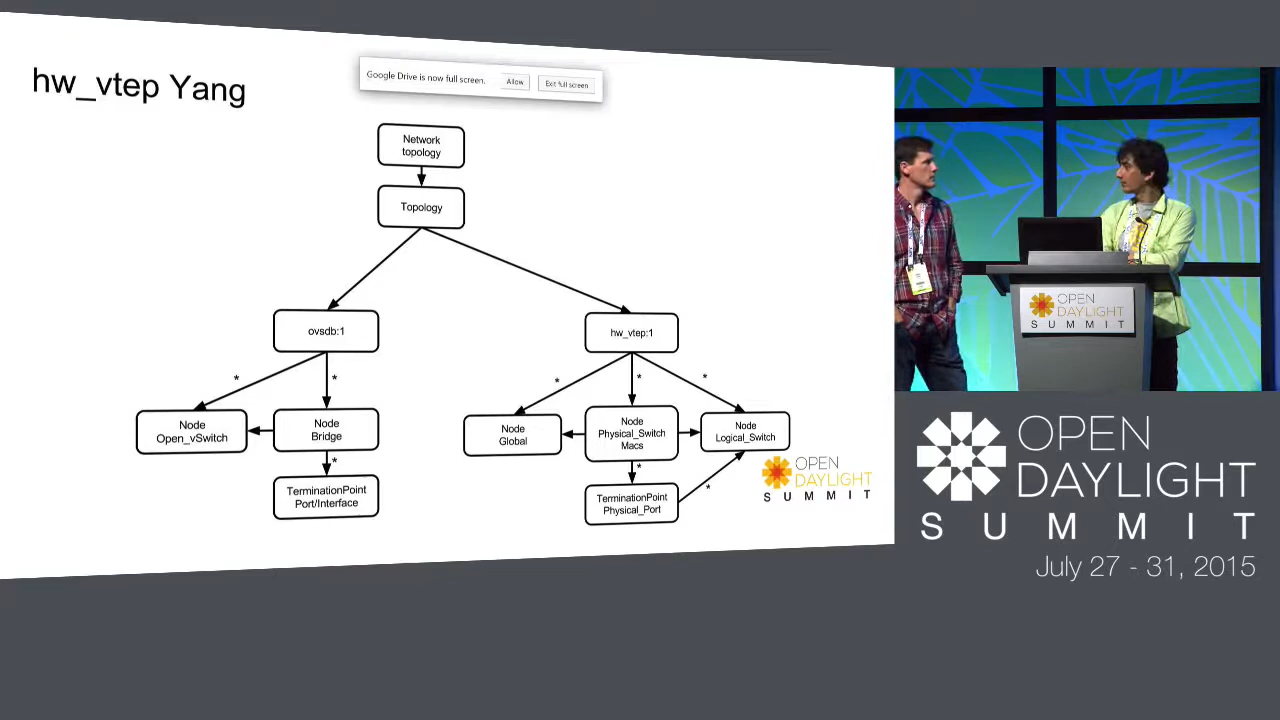 hw_vtep Yang
Google Drive is now full screen.
Allow
Exit full screen
Network
topology
Topology
ovsdb:1
hw_vtep:1
*
*
*
*
*
Node
Open_vSwitch
Node
Bridge
Node
Global
Node
Physical_Switch
Macs
Node
Logical_Switch
*
*
*
TerminationPoint
Port/Interface
TerminationPoint
Physical_Port
OPEN
DAYLIGHT
SUMMIT
OPEN
DAYLIGHT
SUMMIT
OPEN
DAYLIGHT
SUMMIT
July 27 - 31, 2015